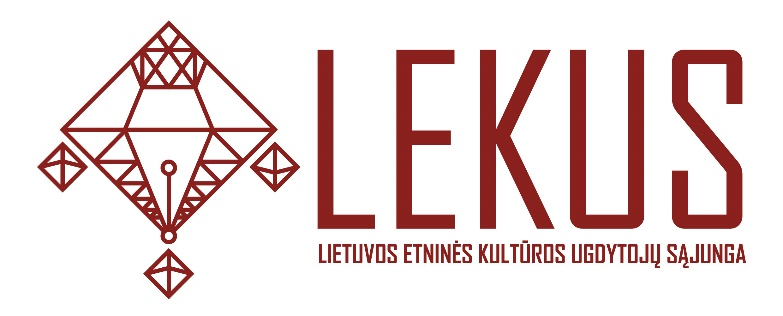 LEKUS
LIETUVOS ETNINĖS KULTŪROS UGDYTOJŲ SĄJUNGA